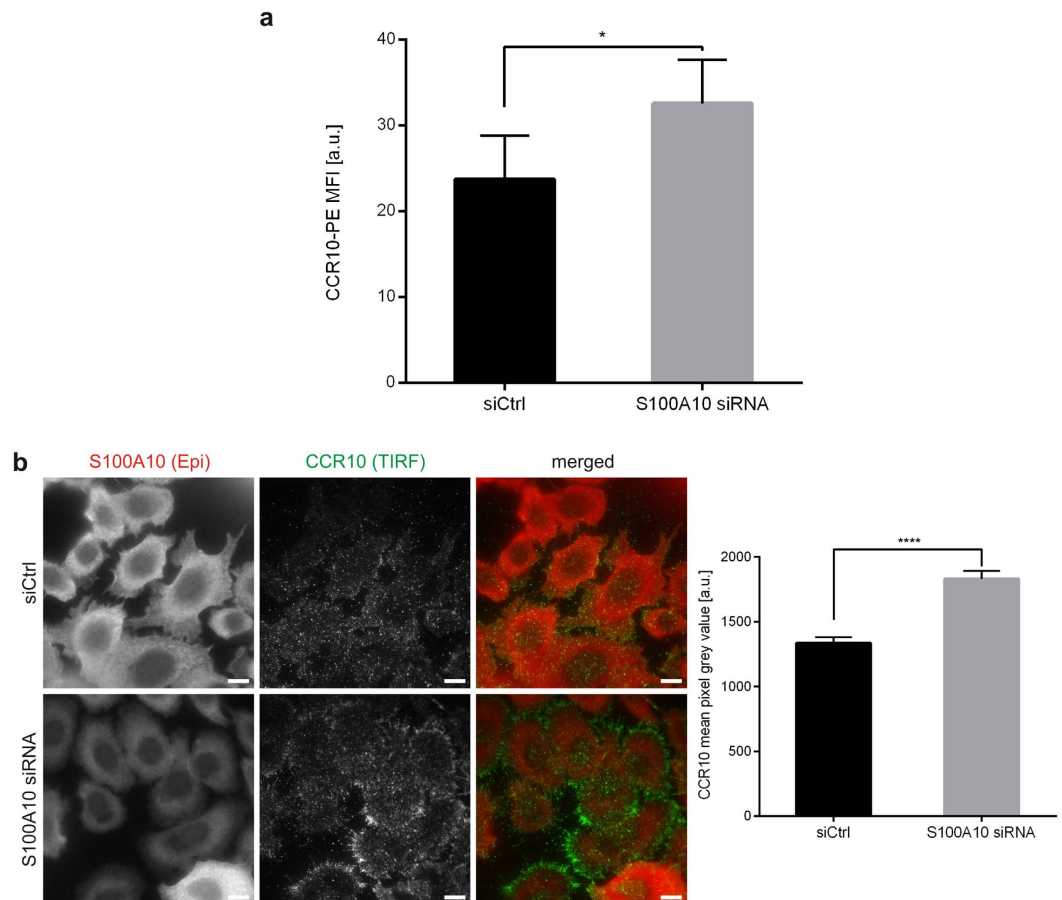 a
*
40
30
20
10
0
CCR10-PE MFI [a.u.]
siCtrl S100A10 siRNA
b
S100A10 (Epi) CCR10 (TIRF) merged
siCtrl
S100A10 siRNA
****
2000
1500
1000
500
0
CCR10 mean pixel grey value [a.u.]
siCtrl S100A10 siRNA